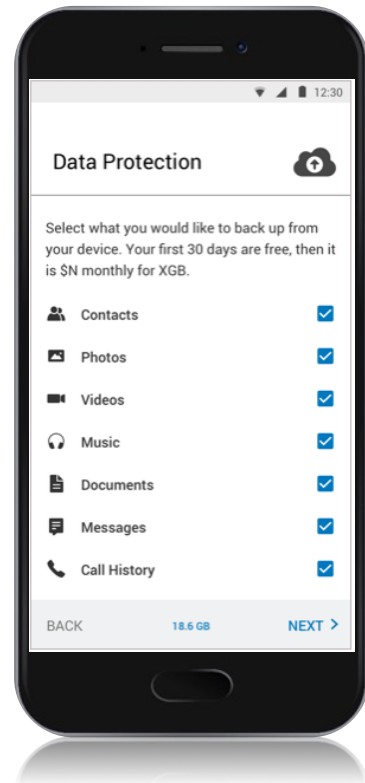 12:30
Data Protection
Select what you would like to back up from
your device. Your first 30 days are free, then it
is $N monthly for XGB.
Contacts
Photos
Videos
Music
Documents
Messages
Call History
BACK 18.6 GB NEXT >